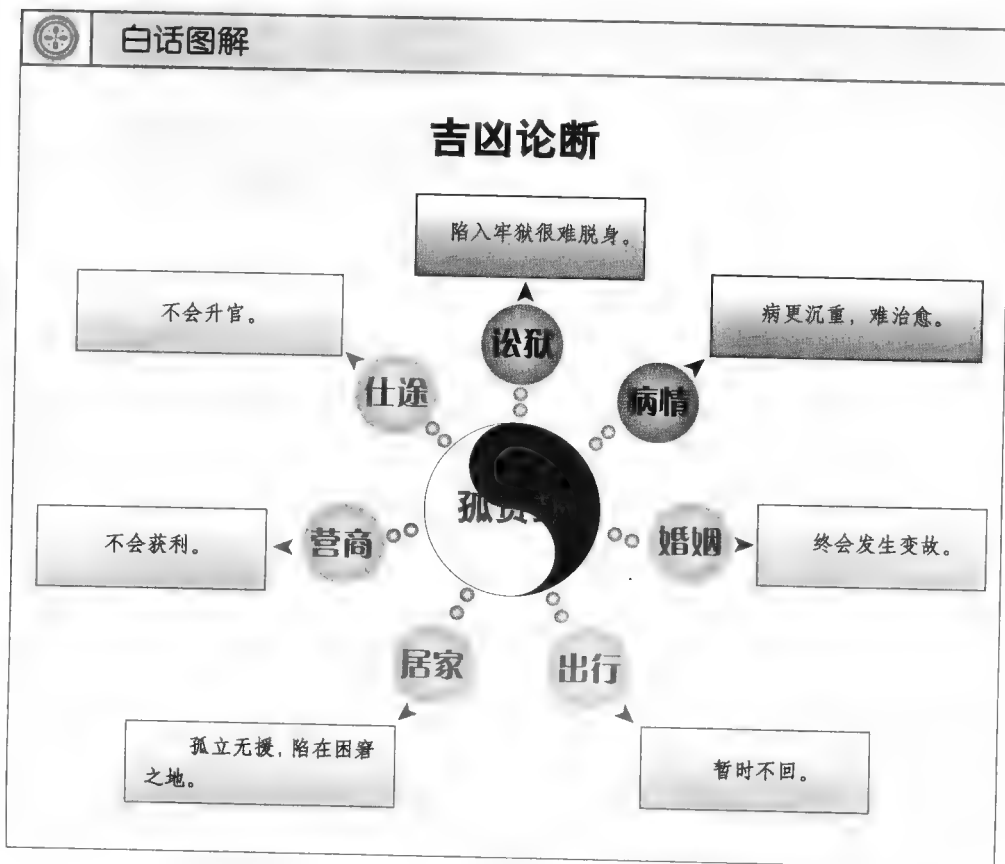 白话图解
吉凶论断
陷入牢狱很难脱身。
不会升官。
病更沉重，难治愈。
讼狱
仕途
病情
孤贫
不会获利。
营商
婚姻
终会发生变故。
居家
出行
孤立无援，陷在困窘
之地。
暂时不回。